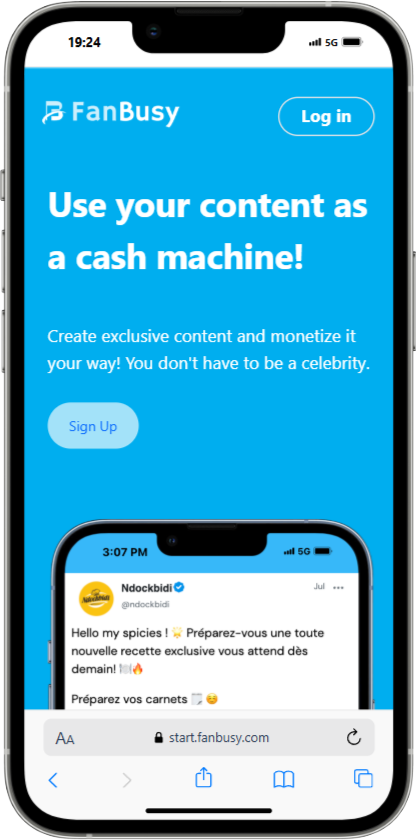 19:24
5G
FanBusy
Log in
Use your content as
a cash machine!
Create exclusive content and monetize it
your way! You don't have to be a celebrity.
Sign Up
3:07 PM
5G
Ndockbidi
Jul
@ndockbidi
Hello my spicies ! 🌟 Préparez-vous une toute
nouvelle recette exclusive vous attend dès
demain! 🍽️🔥
Préparez vos carnets 🗒️ ☺️
AA
start.fanbusy.com